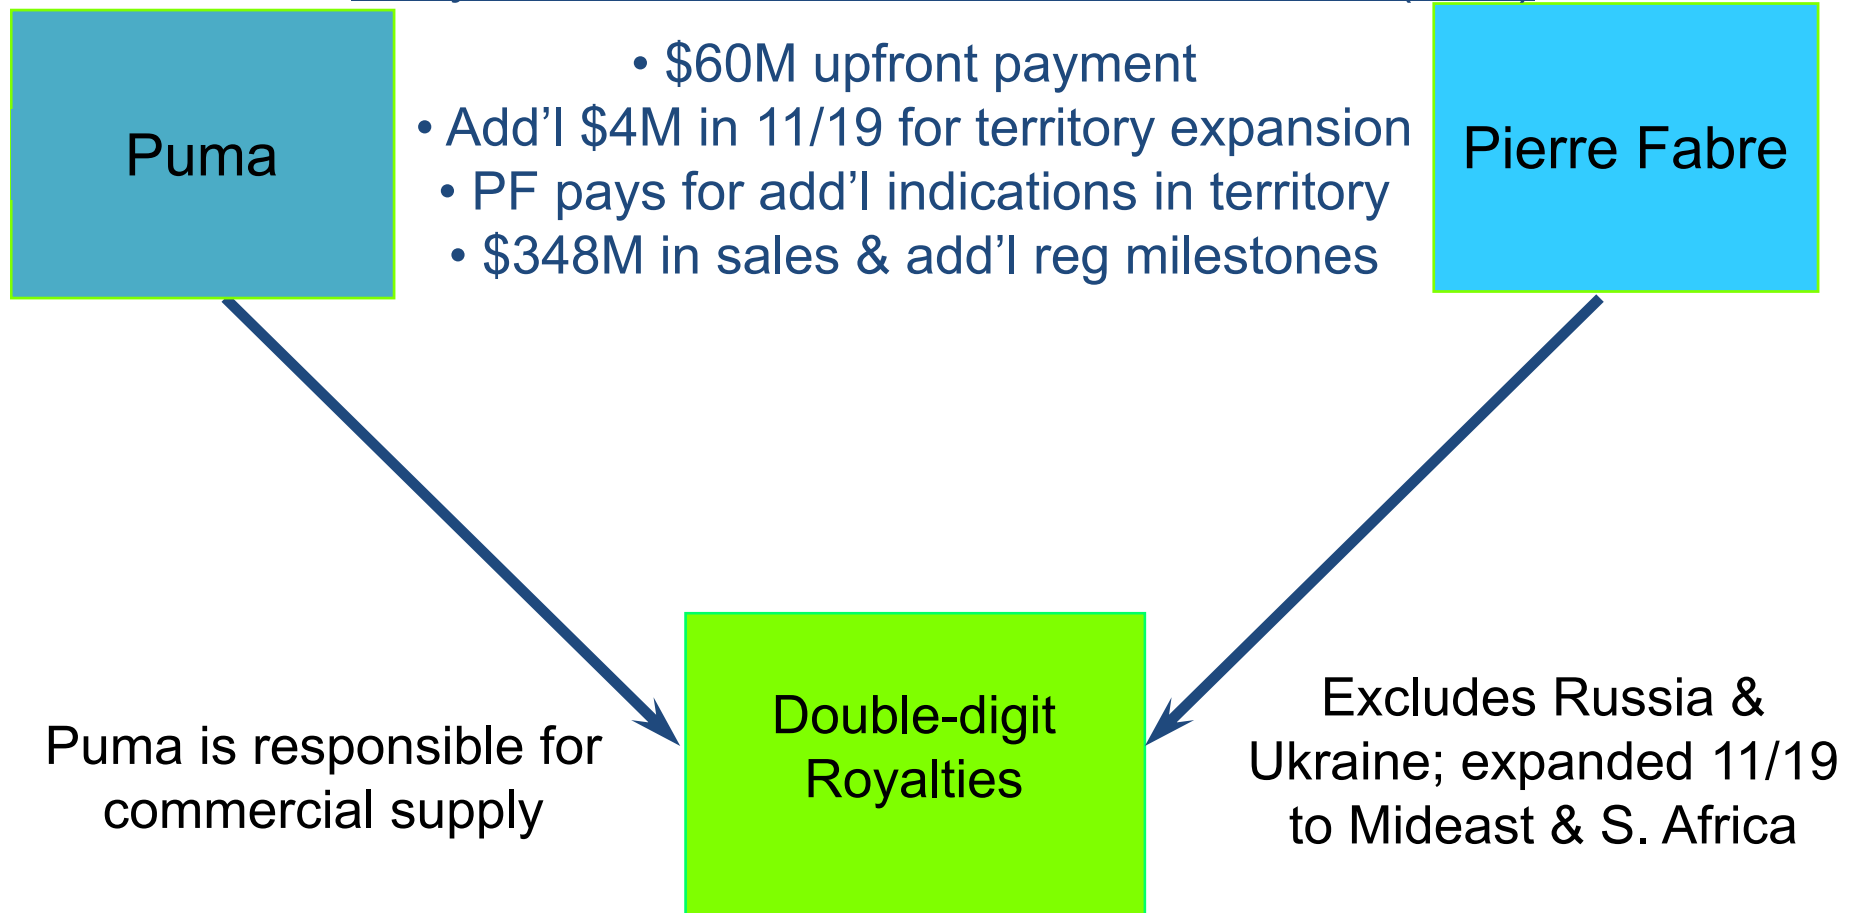 Puma
• $60M upfront payment
• Add’l $4M in 11/19 for territory expansion
• PF pays for add’l indications in territory
• $348M in sales & add’l reg milestones
Pierre Fabre
Puma is responsible for
commercial supply
Double-digit
Royalties
Excludes Russia &
Ukraine; expanded 11/19
to Mideast & S. Africa